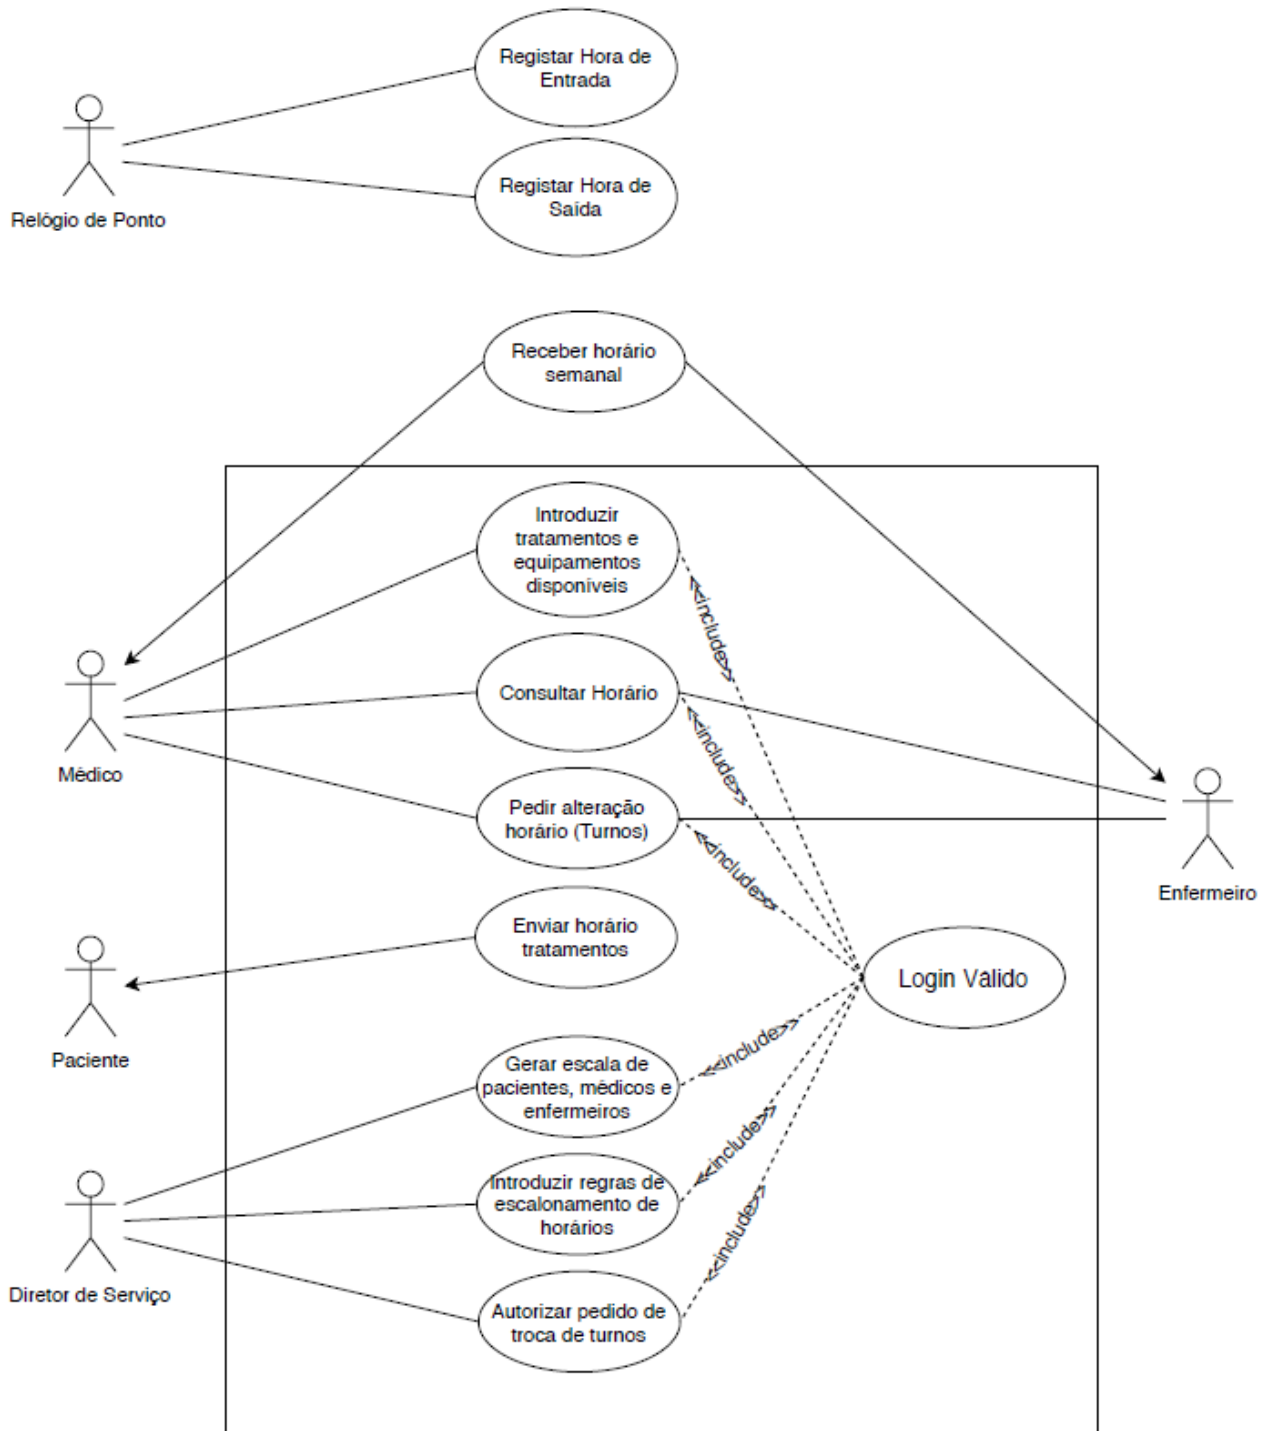 Registar Hora de
Entrada
Registar Hora de
Saída
Relógio de Ponto
Receber horário
semanal
Introduzir
tratamentos e
equipamentos
disponíveis
<<include>>
Consultar Horário
<<include>>
Médico
Pedir alteração
horário (Turnos)
<<include>>
Enfermeiro
Enviar horário
tratamentos
Login Válido
Paciente
Gerar escala de
pacientes, médicos e
enfermeiros
<<include>>
Introduzir regras de
escalonamento de
horários
<<include>>
Diretor de Serviço
Autorizar pedido de
troca de turnos
<<include>>